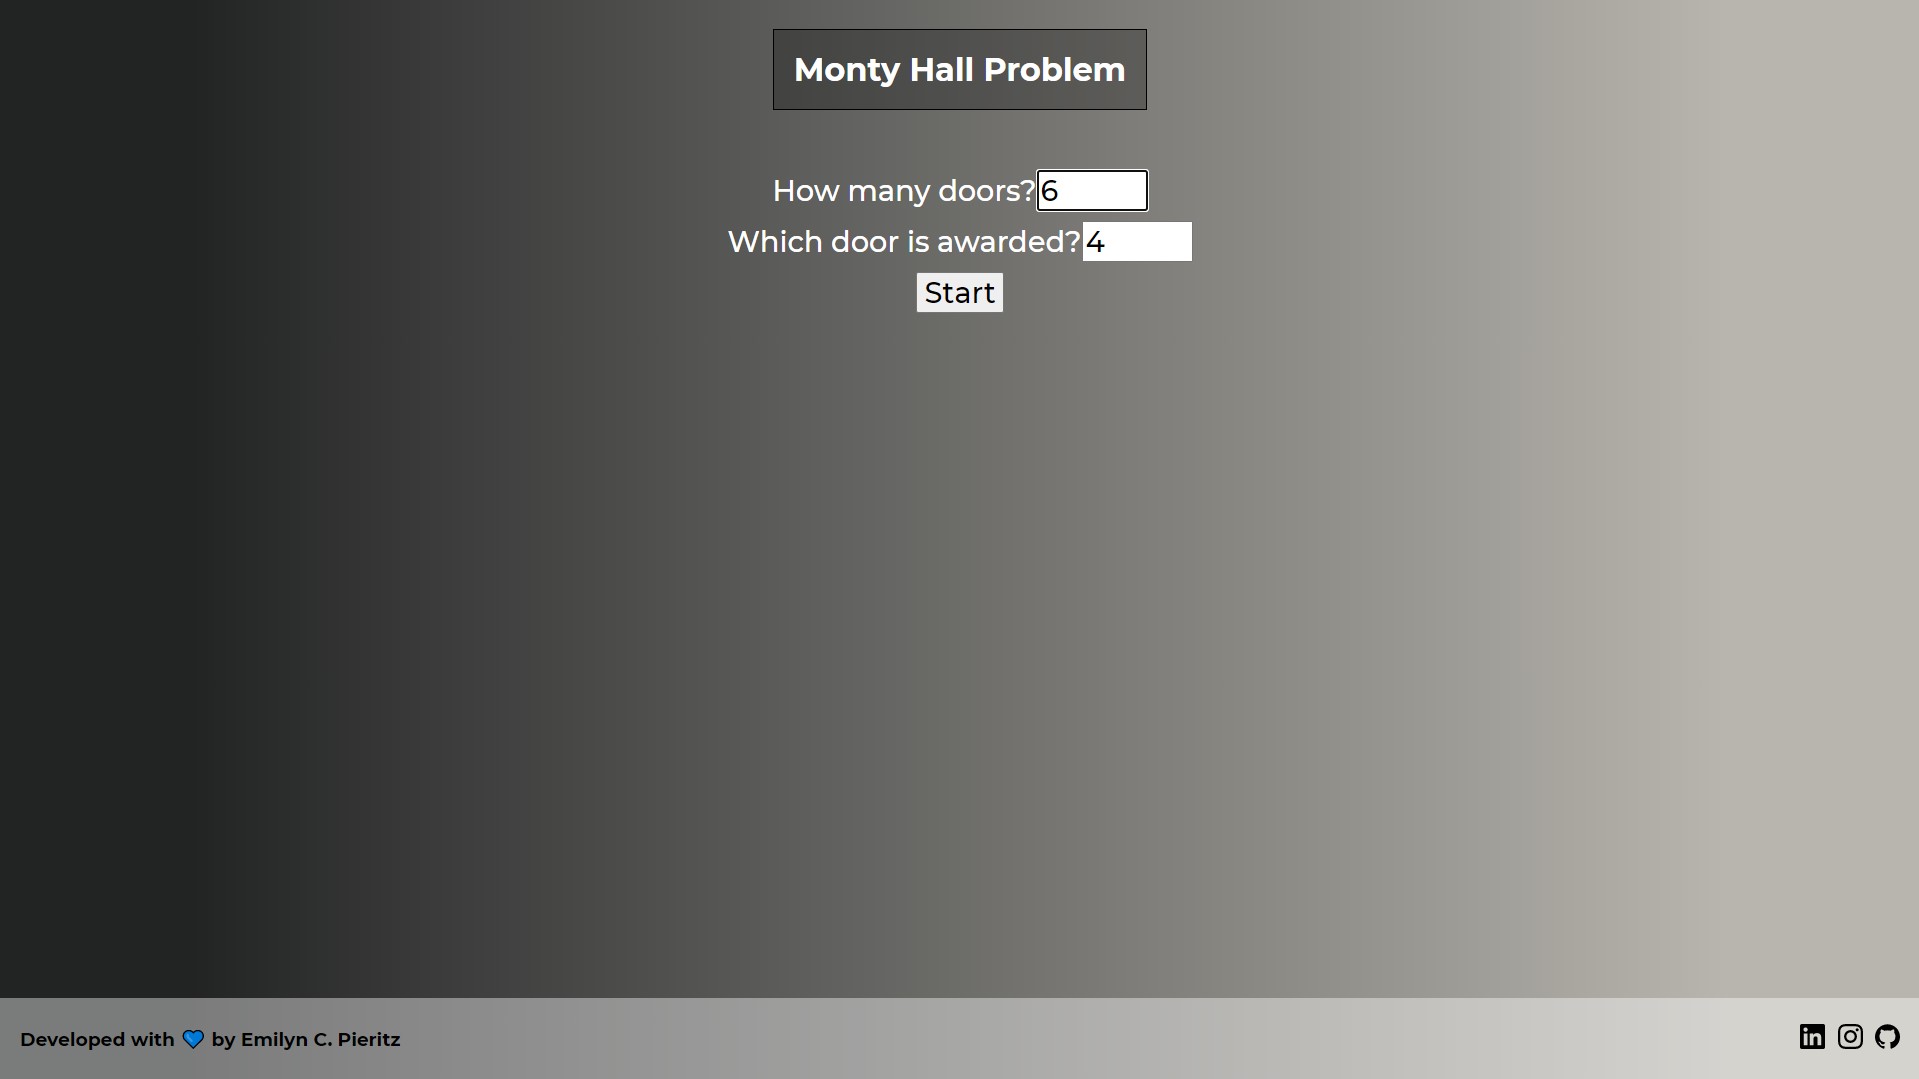 Monty Hall Problem
How many doors? 6
Which door is awarded? 4
Start
Developed with 💙 by Emilyn C. Pieritz